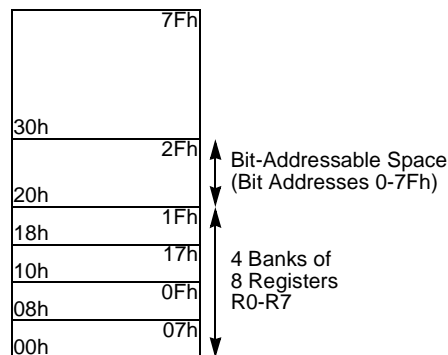 7Fh
30h
2Fh
Bit-Addressable Space
(Bit Addresses 0-7Fh)
20h
1Fh
18h
17h
4 Banks of
8 Registers
R0-R7
10h
0Fh
08h
07h
00h